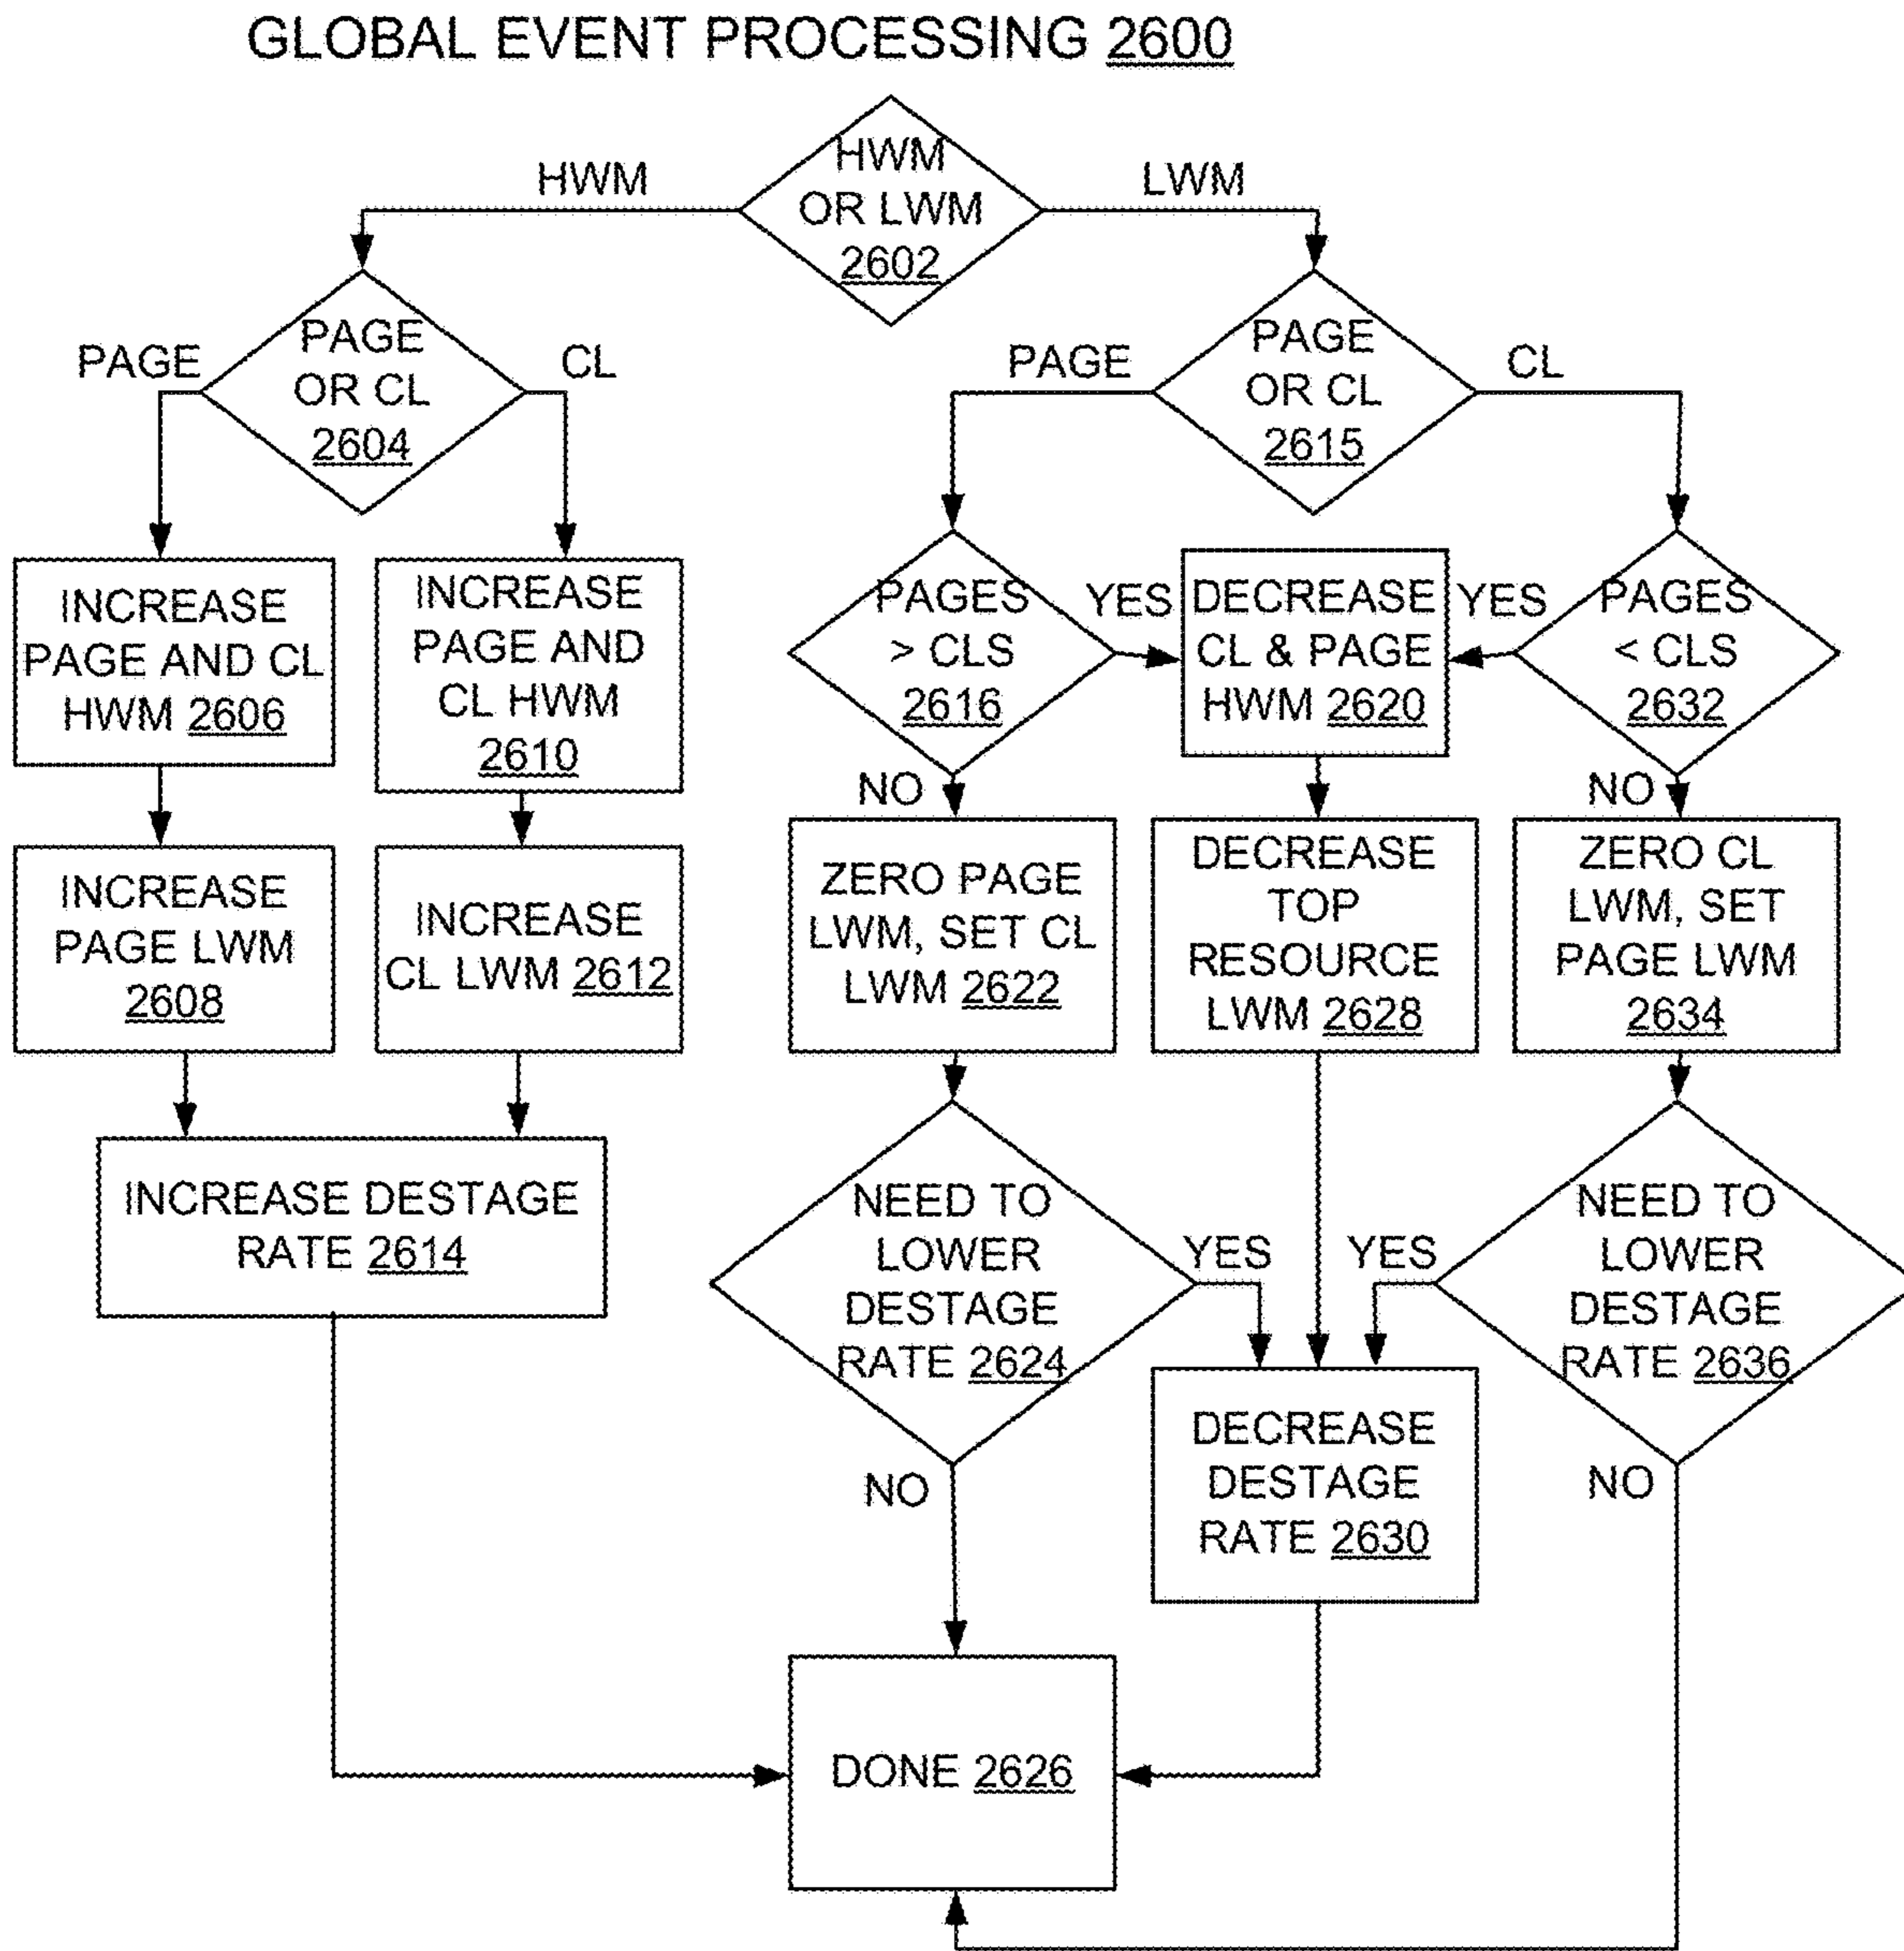 GLOBAL EVENT PROCESSING 2600
HWM
OR LWM
2602
HWM
LWM
PAGE
OR CL
2604
PAGE
CL
PAGE
OR CL
2615
PAGE
CL
INCREASE
PAGE AND CL
HWM 2606
INCREASE
PAGE AND
CL HWM
2610
PAGES
> CLS
2616
YES
DECREASE
CL & PAGE
HWM 2620
YES
PAGES
< CLS
2632
NO
NO
INCREASE
PAGE LWM
2608
INCREASE
CL LWM 2612
ZERO PAGE
LWM, SET CL
LWM 2622
DECREASE
TOP
RESOURCE
LWM 2628
ZERO CL
LWM, SET
PAGE LWM
2634
INCREASE DESTAGE
RATE 2614
NEED TO
LOWER
DESTAGE
RATE 2624
YES
YES
NEED TO
LOWER
DESTAGE
RATE 2636
NO
DECREASE
DESTAGE
RATE 2630
NO
DONE 2626